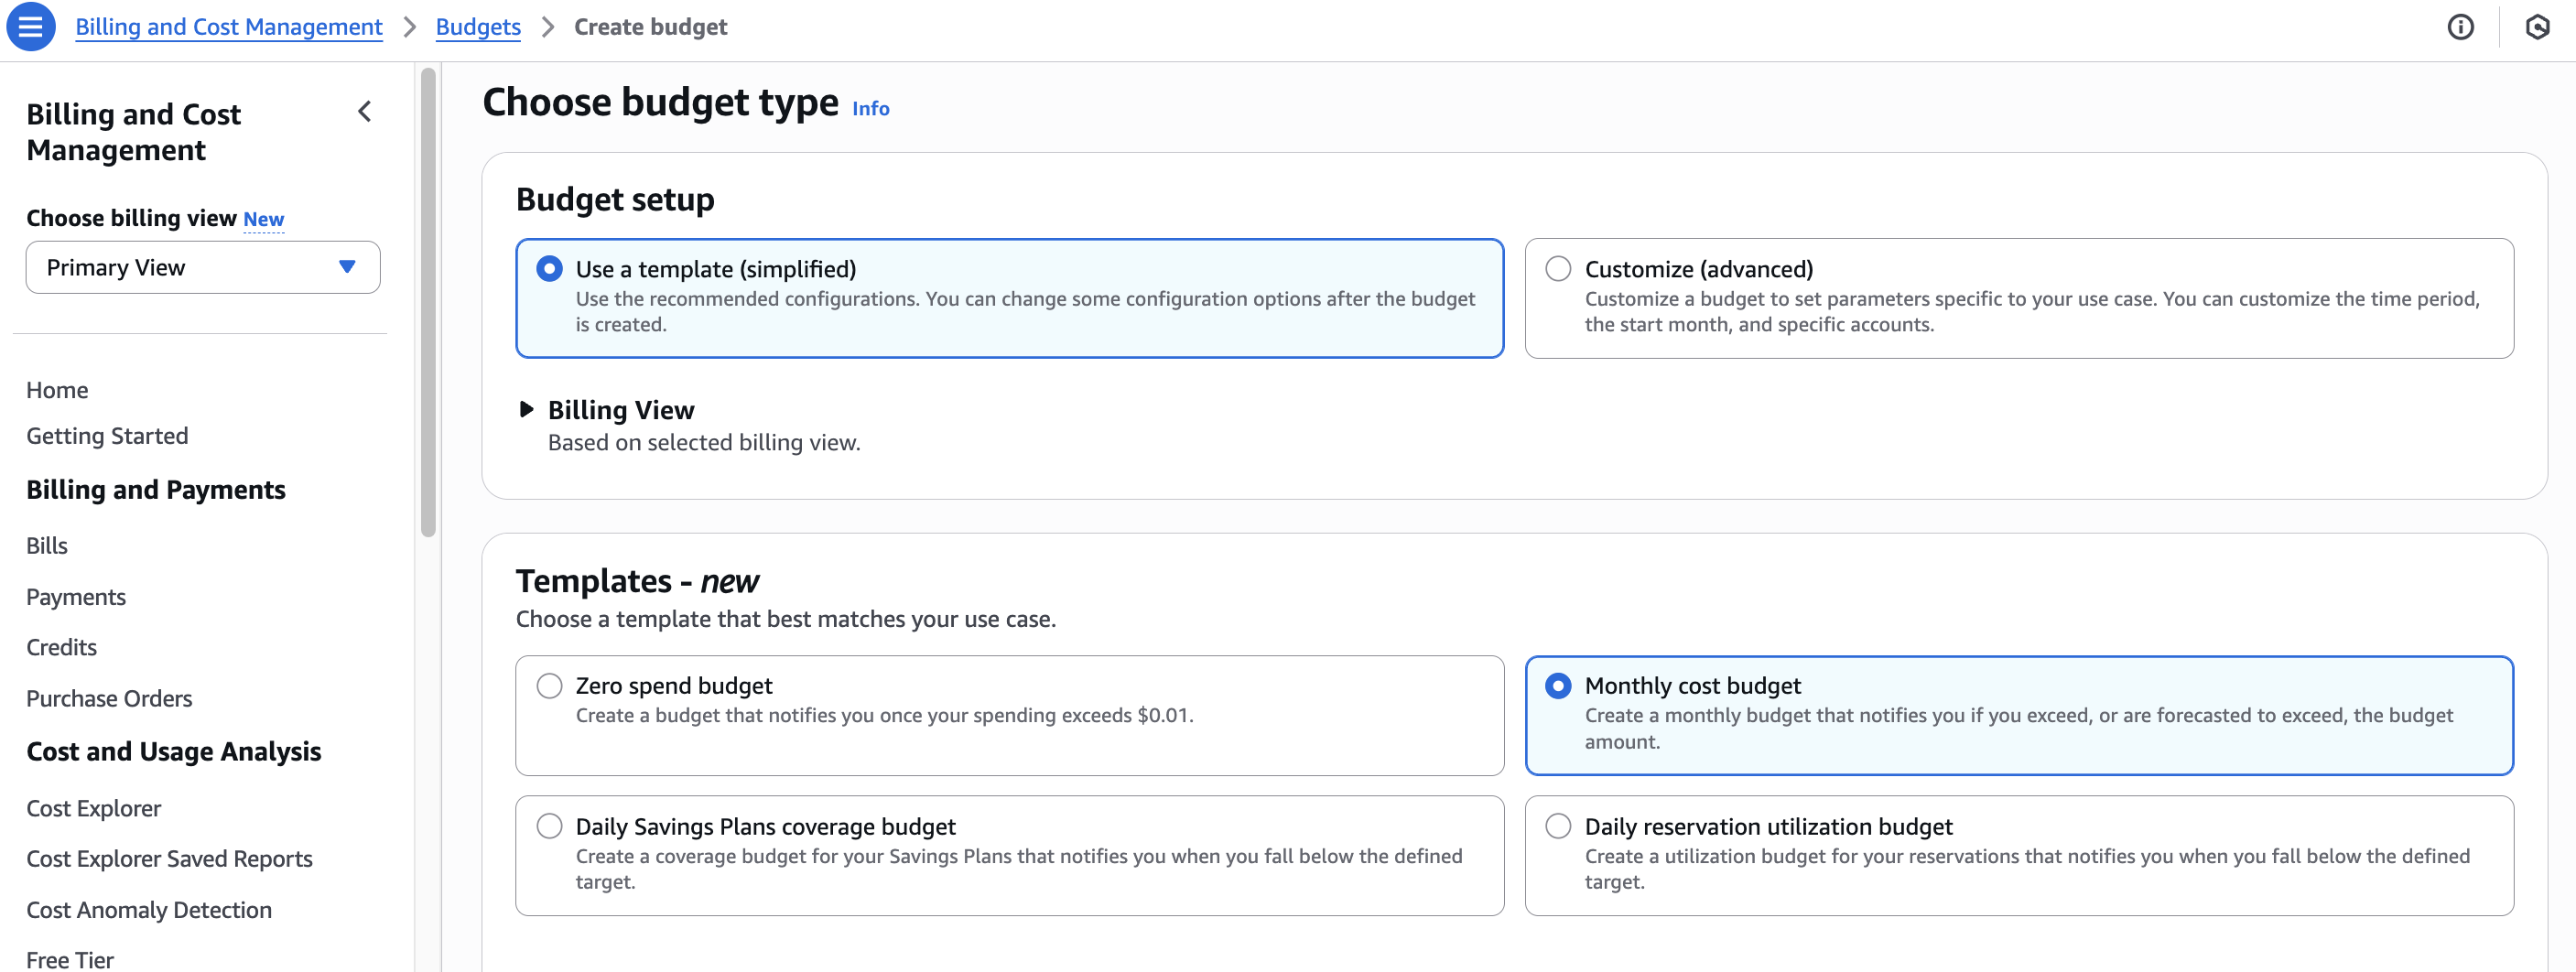 Billing and Cost Management > Budgets > Create budget
Billing and Cost
Management
Choose billing view New
Primary View
Home
Getting Started
Billing and Payments
Bills
Payments
Credits
Purchase Orders
Cost and Usage Analysis
Cost Explorer
Cost Explorer Saved Reports
Cost Anomaly Detection
Free Tier
Choose budget type Info
Budget setup
Use a template (simplified)
Use the recommended configurations. You can change some configuration options after the budget
is created.
Customize (advanced)
Customize a budget to set parameters specific to your use case. You can customize the time period,
the start month, and specific accounts.
Billing View
Based on selected billing view.
Templates - new
Choose a template that best matches your use case.
Zero spend budget
Create a budget that notifies you once your spending exceeds $0.01.
Monthly cost budget
Create a monthly budget that notifies you if you exceed, or are forecasted to exceed, the budget
amount.
Daily Savings Plans coverage budget
Create a coverage budget for your Savings Plans that notifies you when you fall below the defined
target.
Daily reservation utilization budget
Create a utilization budget for your reservations that notifies you when you fall below the defined
target.